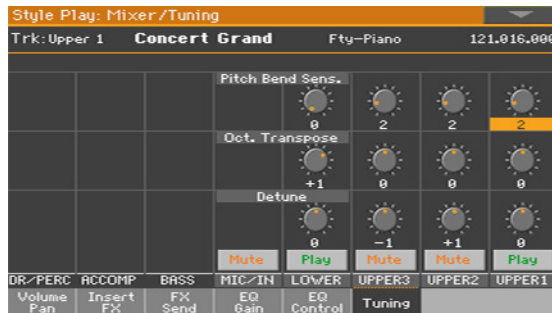 Style Play: Mixer/Tuning
Trk: Upper 1 Concert Grand Fty-Piano 121.016.000
Pitch Bend Sens.
0 2 2 2
Oct. Transpose
+1 0 0 0
Detune
0 -1 +1 0
Mute Play Mute Mute Play
DR/PERC ACCOMP BASS MIC/IN LOWER UPPER3 UPPER2 UPPER1
Volume Pan Insert FX FX Send EQ Gain EQ Control Tuning